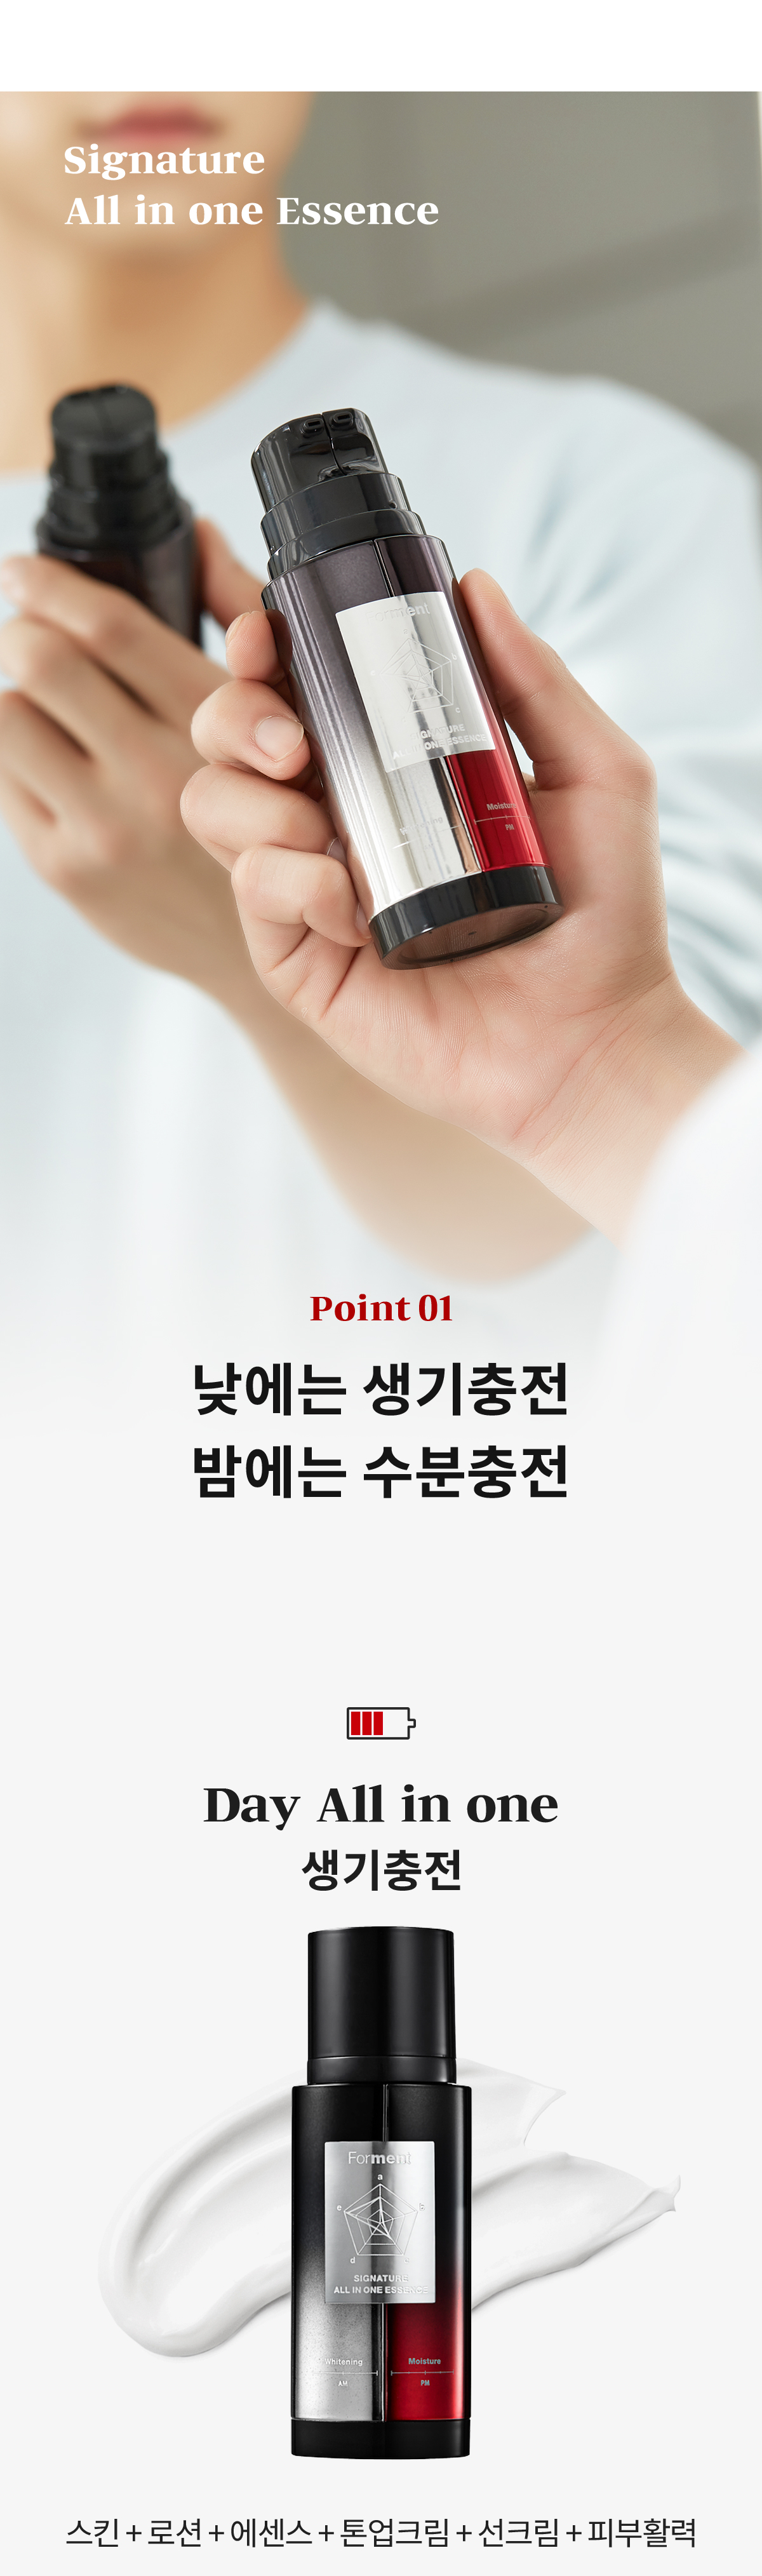 Signature
All in one Essence
Moisture
PM
Point 01
낮에는 생기충전
밤에는 수분충전
Day All in one
생기충전
Forment
a
b
e
d
SIGNATURE
ALL IN ONE ESSENCE
Whitening
AM
Moisture
PM
스킨 + 로션 + 에센스 + 톤업크림 + 선크림 + 피부활력